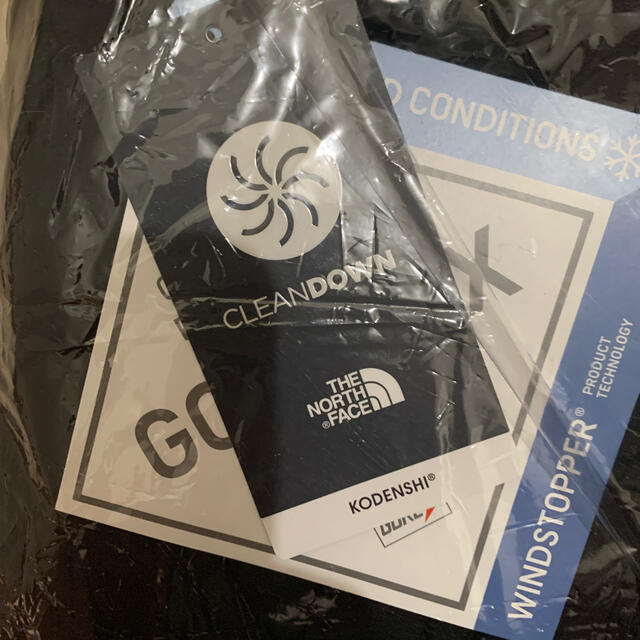 CONDITIONS
CLEANDOWN
THE
NORTH
FACE®
KODENSHI®
WINDSTOPPER®
PRODUCT
TECHNOLOGY